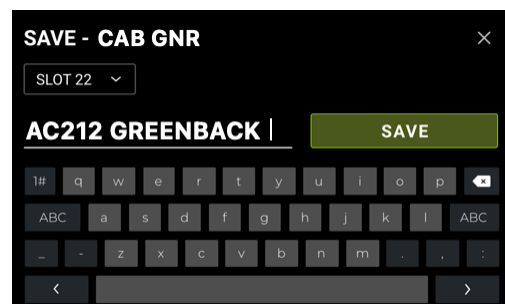 SAVE - CAB GNR
SLOT 22
AC212 GREENBACK
SAVE
1# q w e r t y u i o p
ABC a s d f g h j k l ABC
_ - z x c v b n m . , :